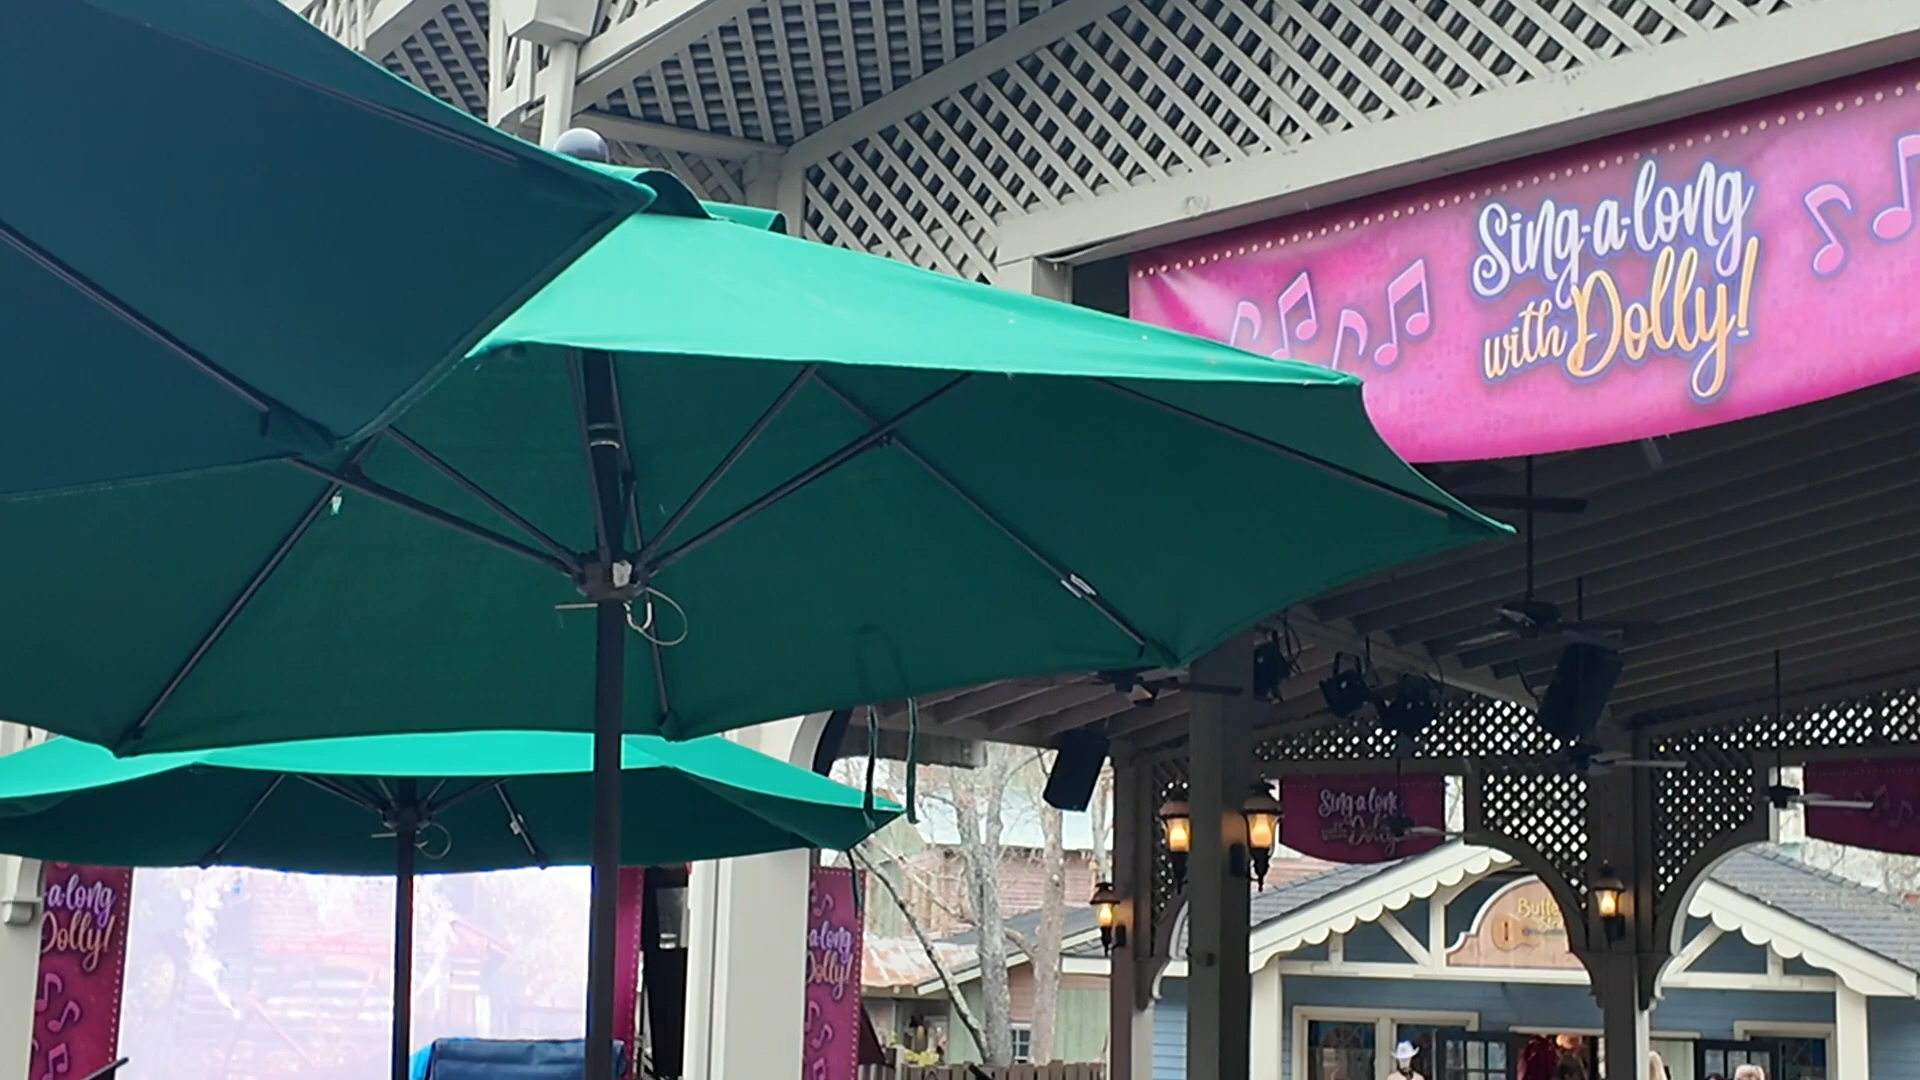 Sing-a-long
with Dolly!
Sing-a-long
with Dolly
-a-long
Dolly!
a-long
Dolly!